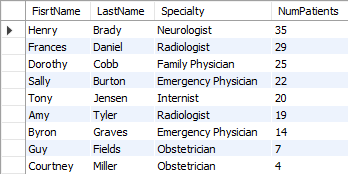 FisrtName LastName Specialty NumPatients
Henry Brady Neurologist 35
Frances Daniel Radiologist 29
Dorothy Cobb Family Physician 25
Sally Burton Emergency Physician 22
Tony Jensen Internist 20
Amy Tyler Radiologist 19
Byron Graves Emergency Physician 14
Guy Fields Obstetrician 7
Courtney Miller Obstetrician 4